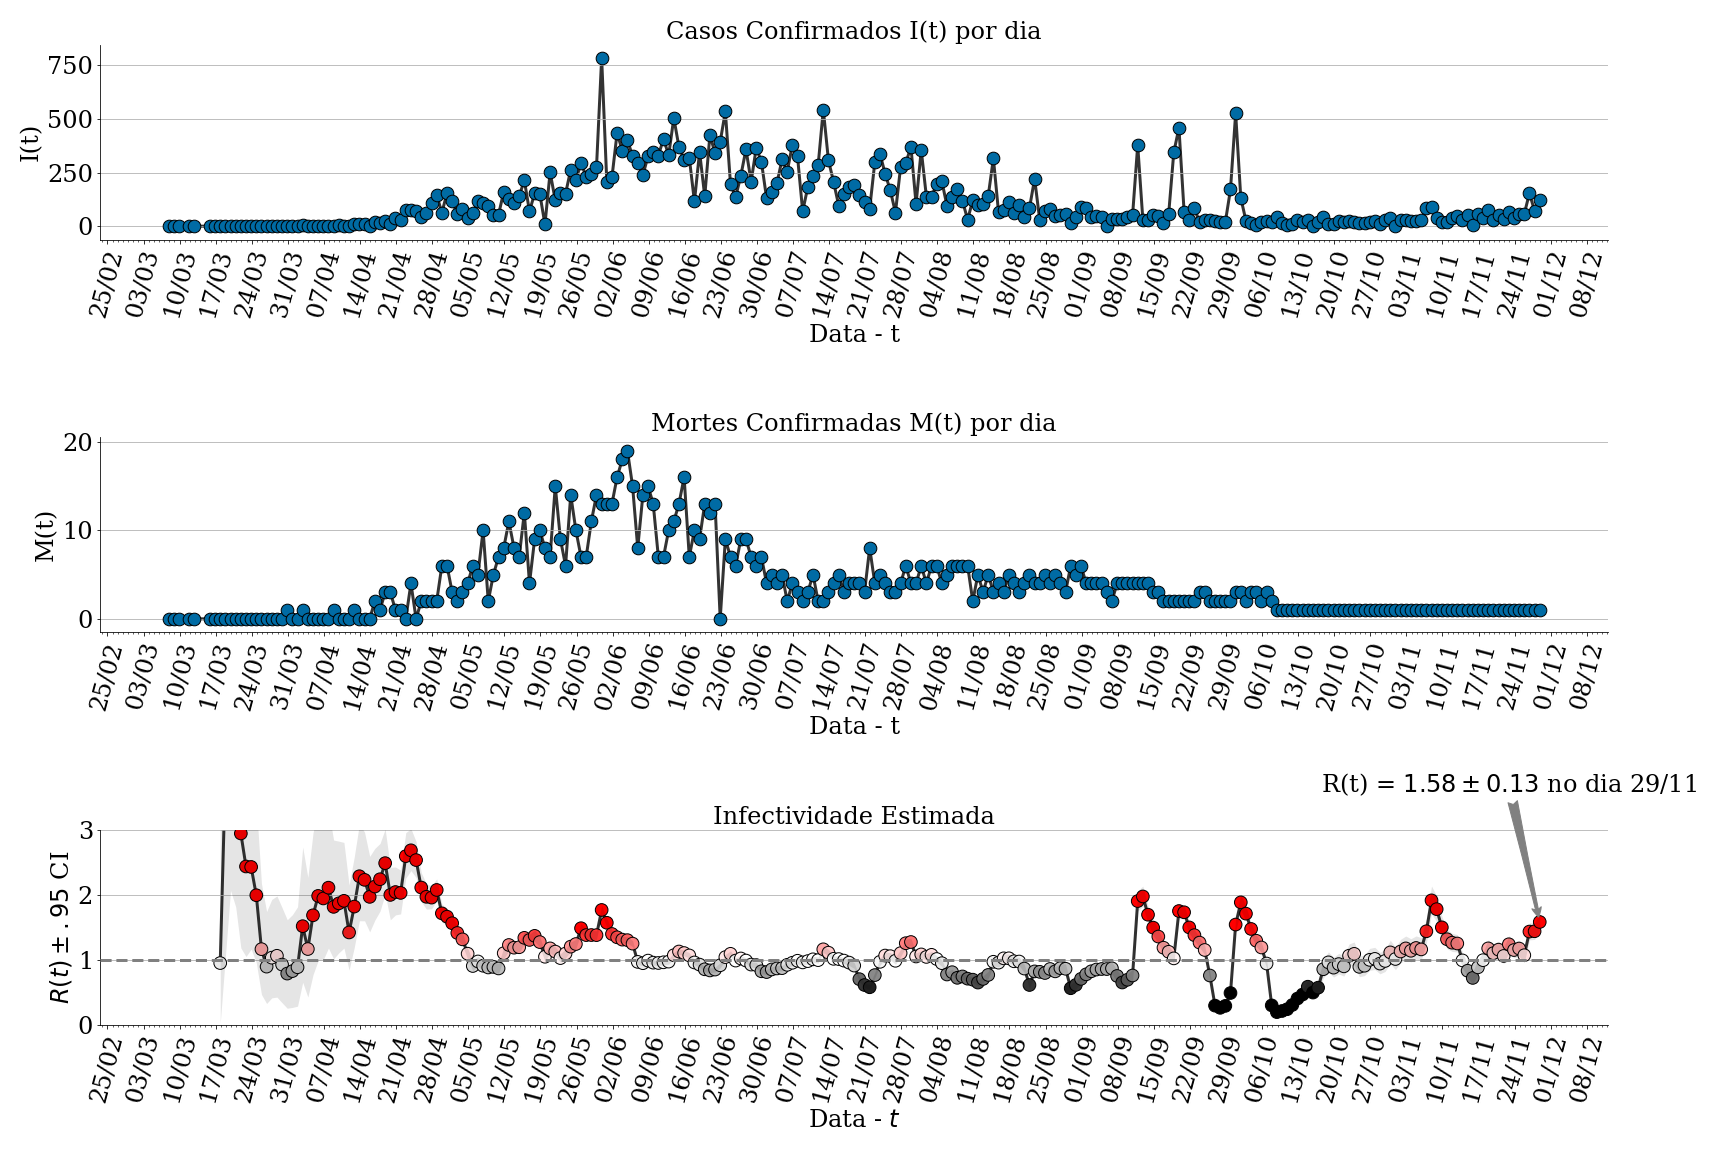 Casos Confirmados I(t) por dia
I(t)
750
500
250
0
25/02 03/03 10/03 17/03 24/03 31/03 07/04 14/04 21/04 28/04 05/05 12/05 19/05 26/05 02/06 09/06 16/06 23/06 30/06 07/07 14/07 21/07 28/07 04/08 11/08 18/08 25/08 01/09 08/09 15/09 22/09 29/09 06/10 13/10 20/10 27/10 03/11 10/11 17/11 24/11 01/12 08/12
Data - t
Mortes Confirmadas M(t) por dia
M(t)
20
10
0
25/02 03/03 10/03 17/03 24/03 31/03 07/04 14/04 21/04 28/04 05/05 12/05 19/05 26/05 02/06 09/06 16/06 23/06 30/06 07/07 14/07 21/07 28/07 04/08 11/08 18/08 25/08 01/09 08/09 15/09 22/09 29/09 06/10 13/10 20/10 27/10 03/11 10/11 17/11 24/11 01/12 08/12
Data - t
R(t) = 1.58 ± 0.13 no dia 29/11
Infectividade Estimada
R(t) ± .95 CI
3
2
1
0
25/02 03/03 10/03 17/03 24/03 31/03 07/04 14/04 21/04 28/04 05/05 12/05 19/05 26/05 02/06 09/06 16/06 23/06 30/06 07/07 14/07 21/07 28/07 04/08 11/08 18/08 25/08 01/09 08/09 15/09 22/09 29/09 06/10 13/10 20/10 27/10 03/11 10/11 17/11 24/11 01/12 08/12
Data - t